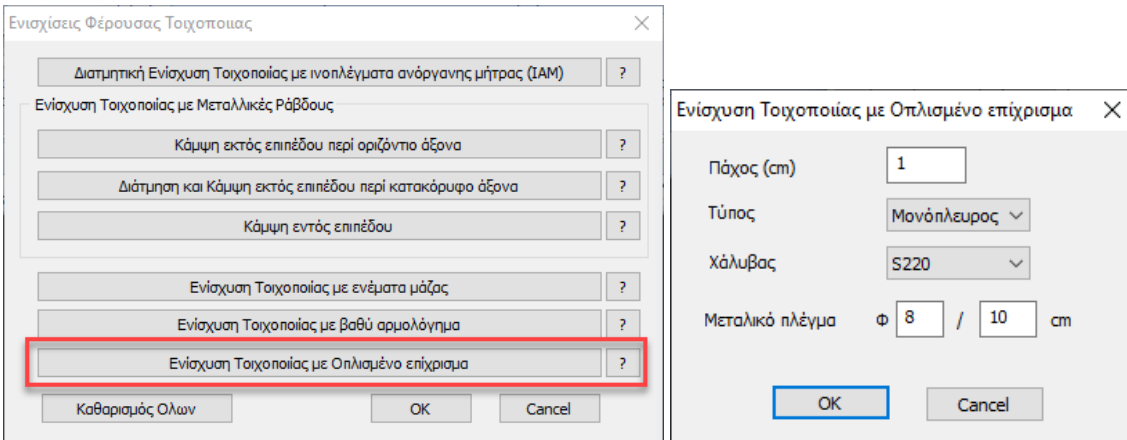 Ενισχίσεις Φέρουσας Τοιχοποιιας
Διατμητική Ενίσχυση Τοιχοποιίας με ινοπλέγματα ανόργανης μήτρας (ΙΑΜ) ?
Ενίσχυση Τοιχοποιίας με Μεταλλικές Ράβδους
Κάμψη εκτός επιπέδου περί οριζόντιο άξονα ?
Διάτμηση και Κάμψη εκτός επιπέδου περί κατακόρυφο άξονα ?
Κάμψη εντός επιπέδου ?
Ενίσχυση Τοιχοποιίας με ενέματα μάζας ?
Ενίσχυση Τοιχοποιίας με βαθύ αρμολόγημα ?
Ενίσχυση Τοιχοποιίας με Οπλισμένο επίχρισμα ?
Καθαρισμός Ολων OK Cancel
Ενίσχυση Τοιχοποιίας με Οπλισμένο επίχρισμα
Πάχος (cm) 1
Τύπος Μονόπλευρος
Χάλυβας S220
Μεταλικό πλέγμα Φ 8 / 10 cm
OK Cancel